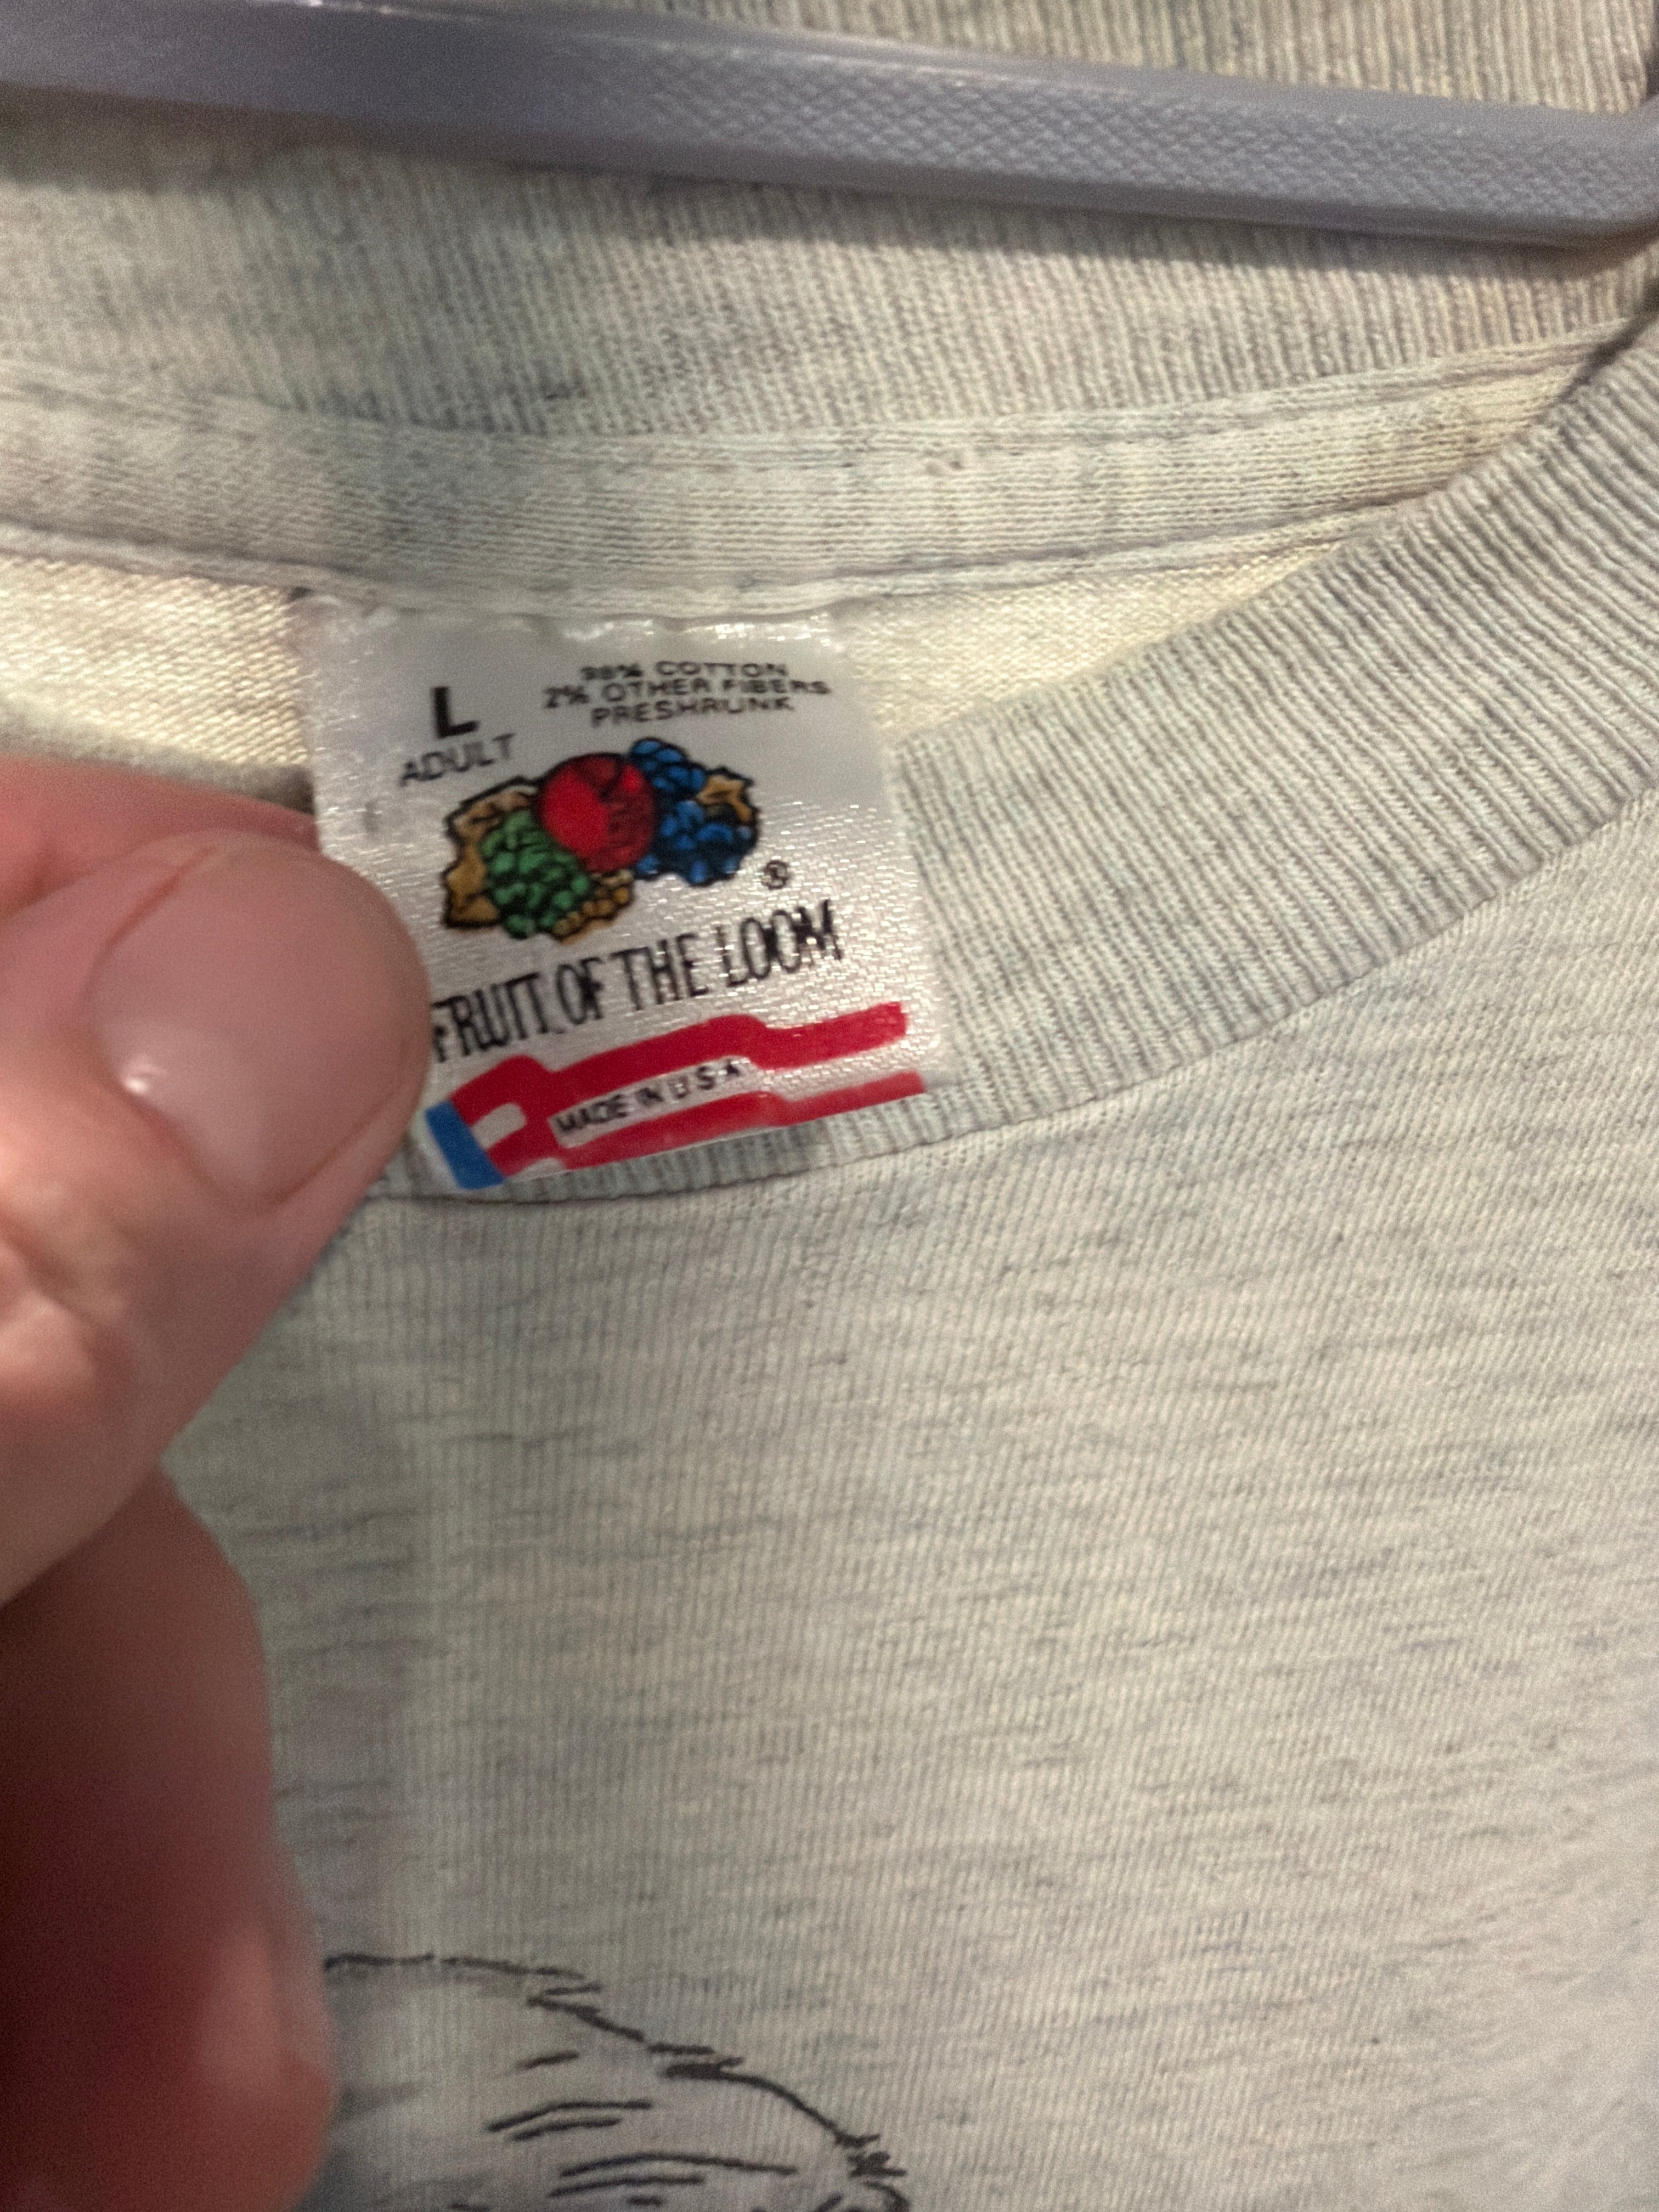 L
ADULT
98% COTTON
2% OTHER FIBERS
PRESHRUNK
®
FRUIT OF THE LOOM
MADE IN U S A